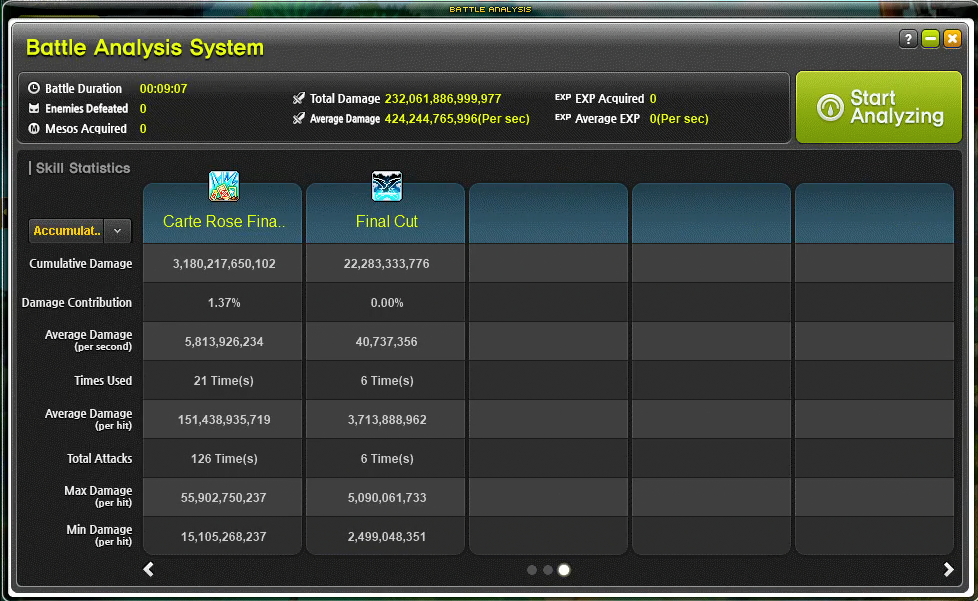 BATTLE ANALYSIS
Battle Analysis System
?
Battle Duration 00:09:07
Enemies Defeated 0
Mesos Acquired 0
Total Damage 232,061,886,999,977
Average Damage 424,244,765,996(Per sec)
EXP EXP Acquired 0
EXP Average EXP 0(Per sec)
Start
Analyzing
Skill Statistics
Accumulat..
Carte Rose Fina.. Final Cut
Cumulative Damage 3,180,217,650,102 22,283,333,776
Damage Contribution 1.37% 0.00%
Average Damage
(per second) 5,813,926,234 40,737,356
Times Used 21 Time(s) 6 Time(s)
Average Damage
(per hit) 151,438,935,719 3,713,888,962
Total Attacks 126 Time(s) 6 Time(s)
Max Damage
(per hit) 55,902,750,237 5,090,061,733
Min Damage
(per hit) 15,105,268,237 2,499,048,351